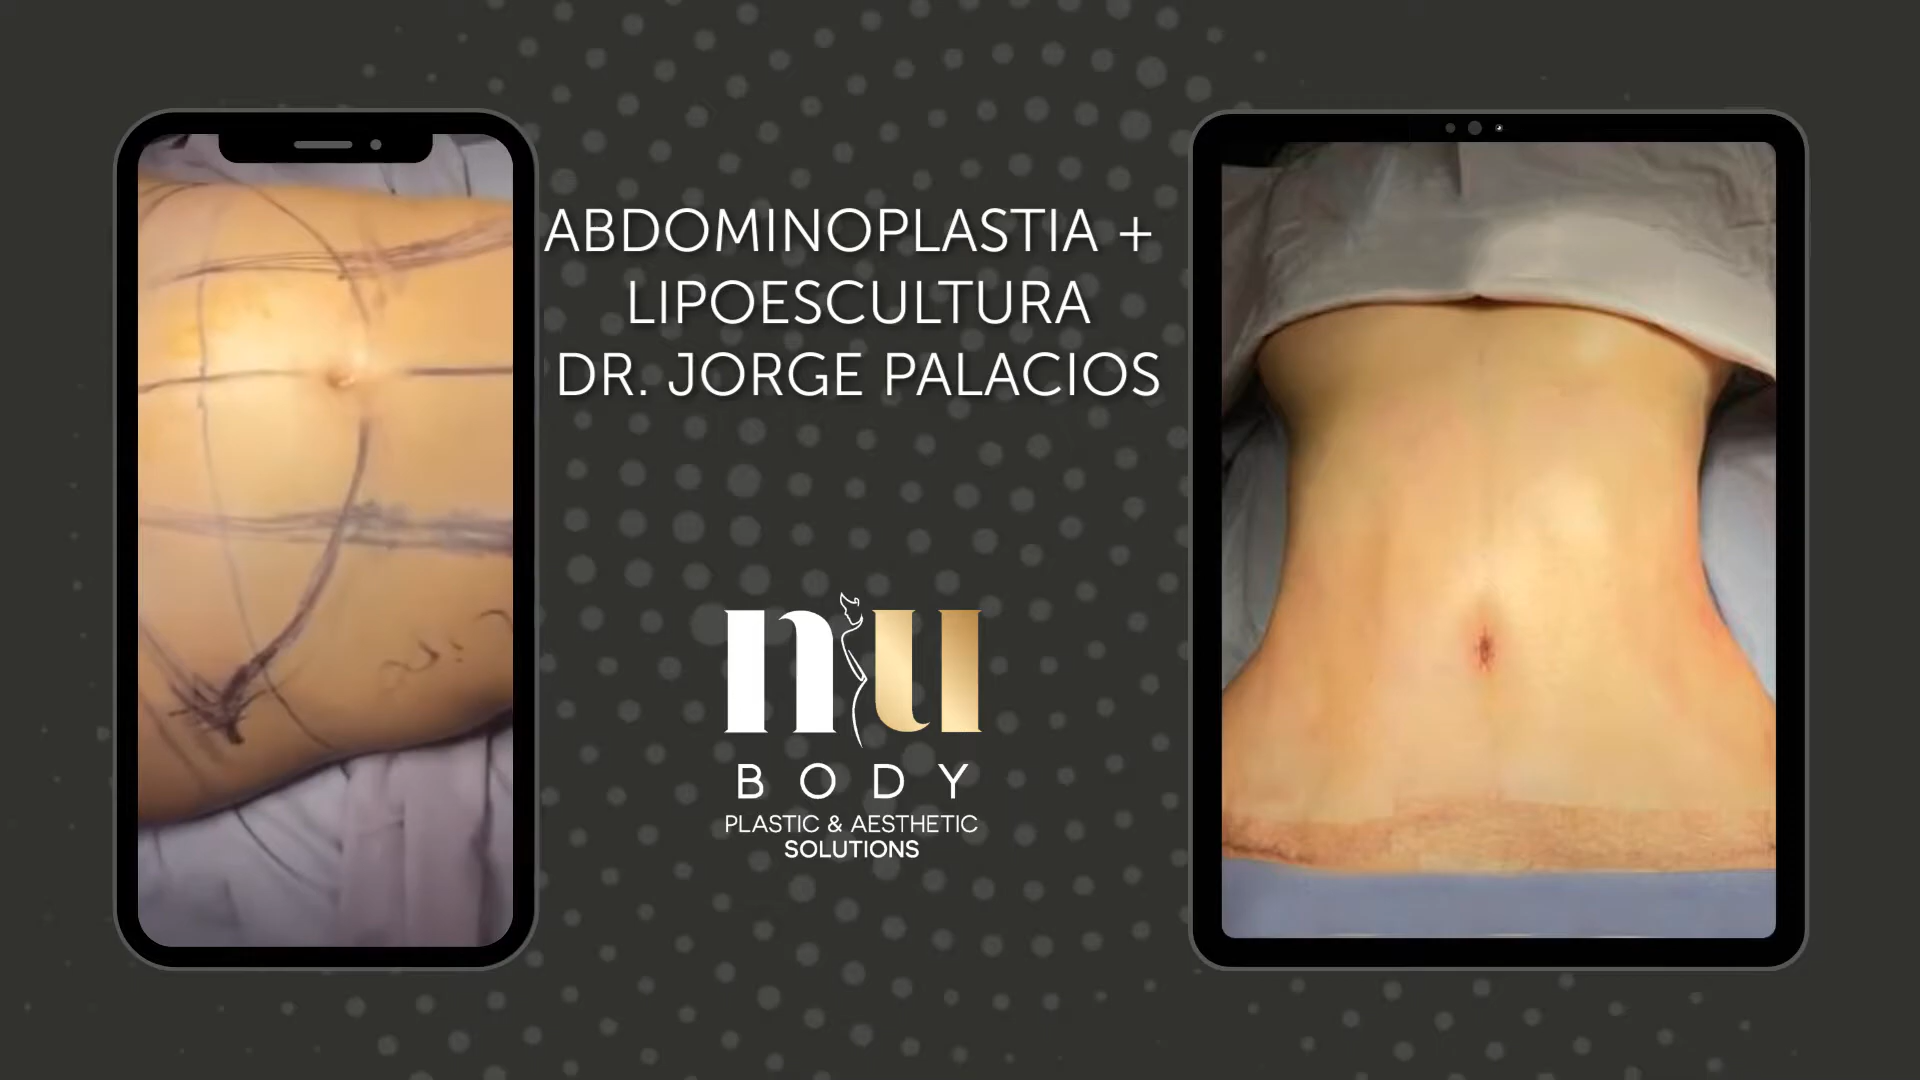 ABDOMINOPLASTIA +
LIPOESCULTURA
DR. JORGE PALACIOS
nu
BODY
PLASTIC & AESTHETIC
SOLUTIONS